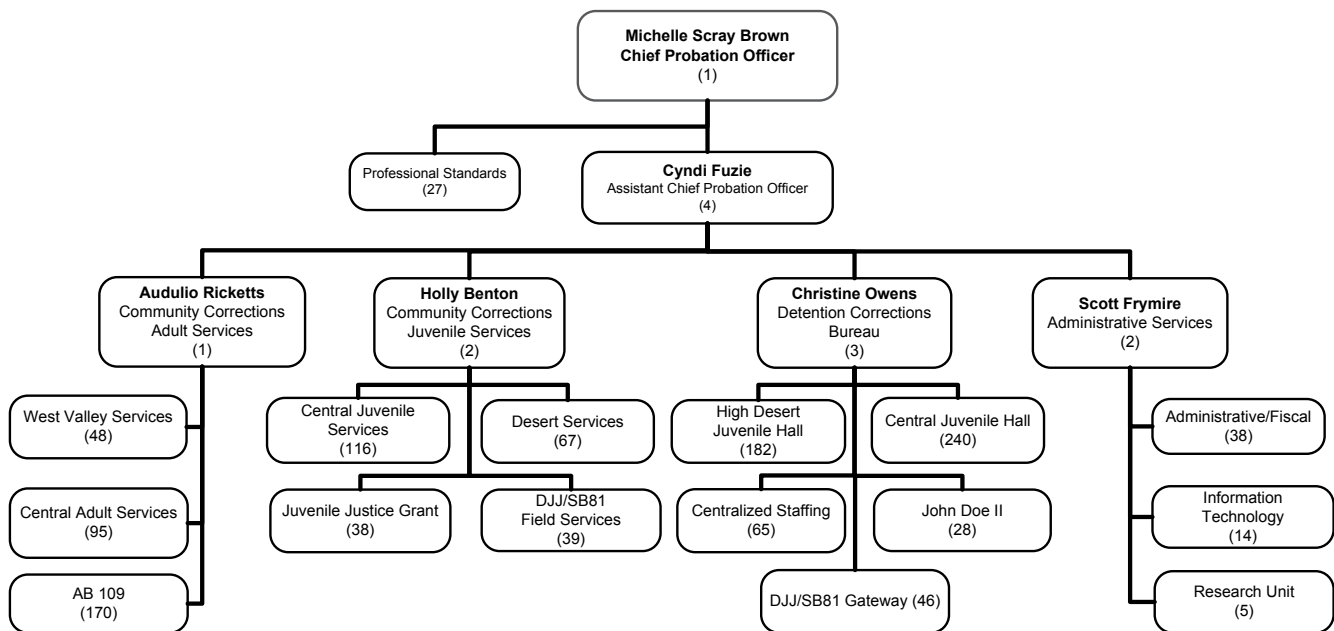 Michelle Scray Brown
Chief Probation Officer
(1)
Professional Standards
(27)
Cyndi Fuzie
Assistant Chief Probation Officer
(4)
Audulio Ricketts
Community Corrections
Adult Services
(1)
Holly Benton
Community Corrections
Juvenile Services
(2)
Christine Owens
Detention Corrections
Bureau
(3)
Scott Frymire
Administrative Services
(2)
West Valley Services
(48)
Central Adult Services
(95)
AB 109
(170)
Central Juvenile
Services
(116)
Desert Services
(67)
Juvenile Justice Grant
(38)
DJJ/SB81
Field Services
(39)
High Desert
Juvenile Hall
(182)
Central Juvenile Hall
(240)
Centralized Staffing
(65)
John Doe II
(28)
DJJ/SB81 Gateway (46)
Administrative/Fiscal
(38)
Information
Technology
(14)
Research Unit
(5)